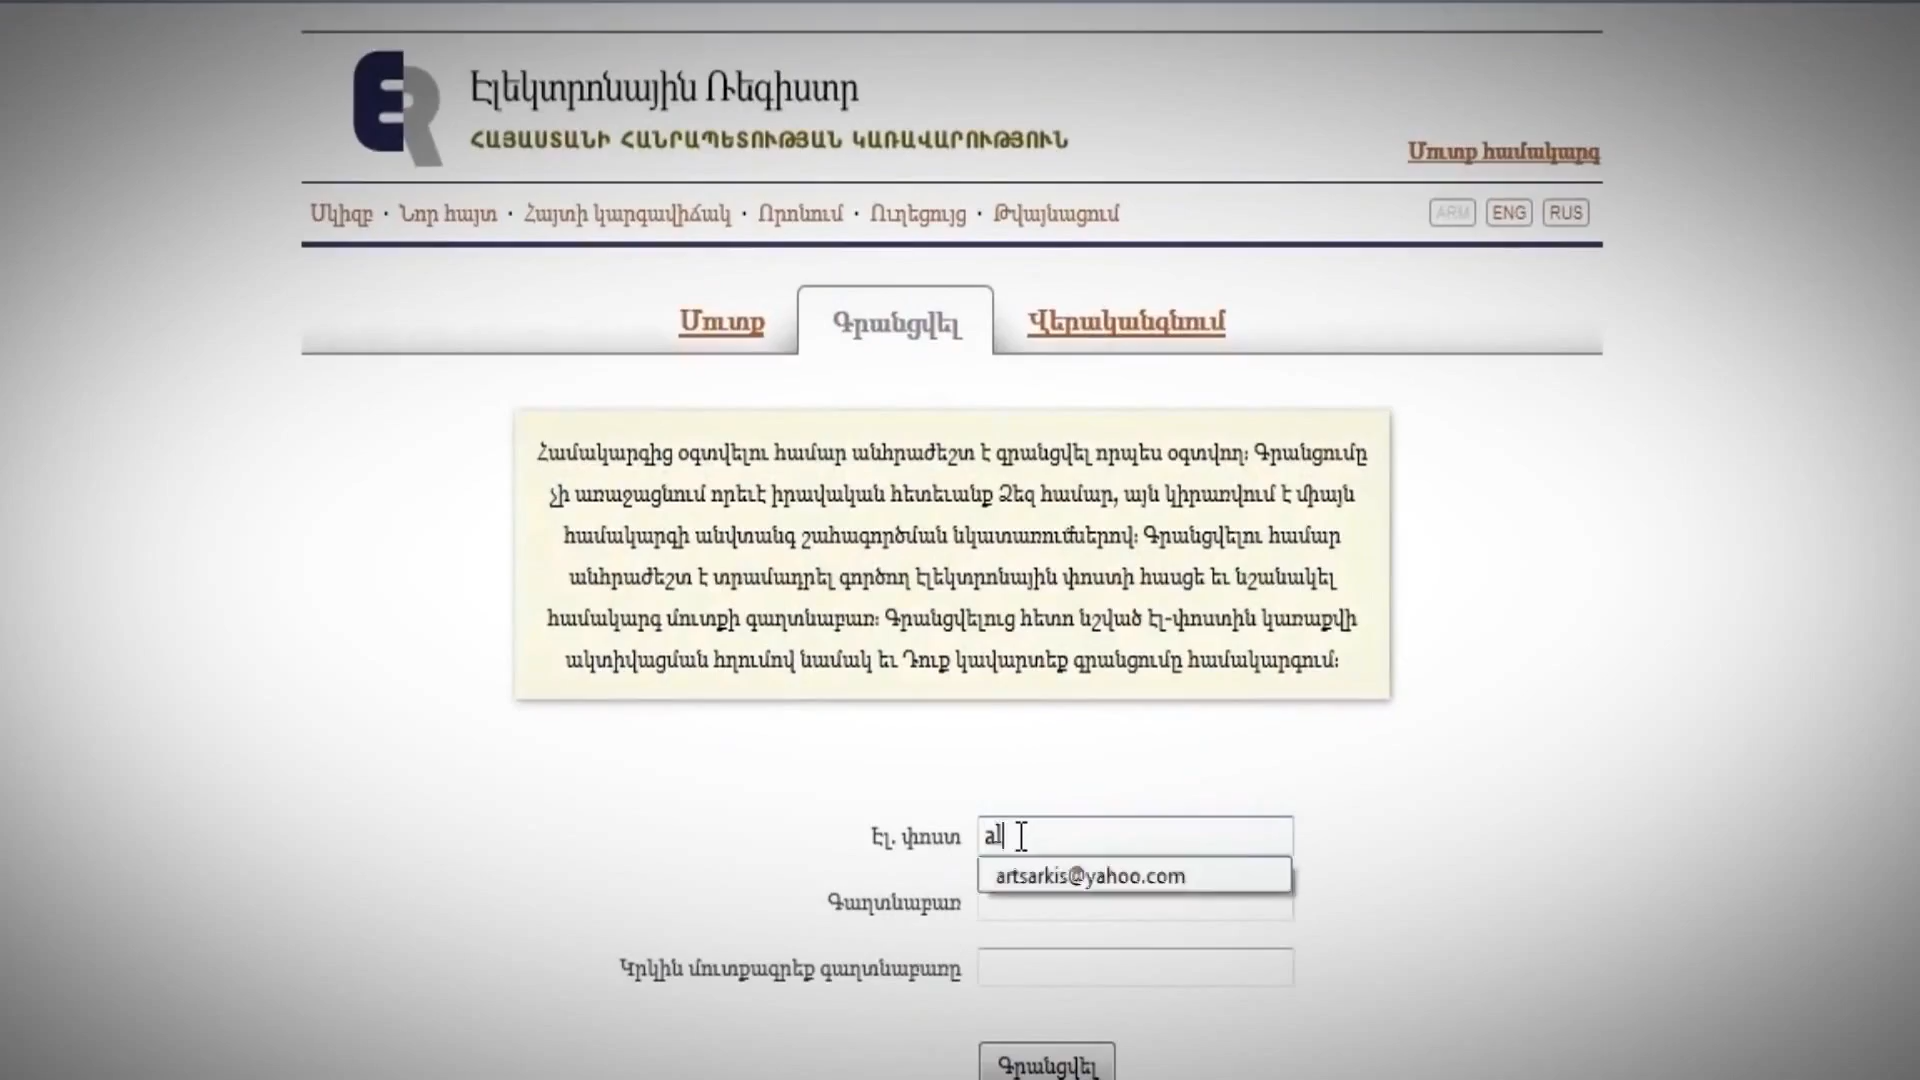 ER
Էլեկտրոնային Ռեգիստր
ՀԱՅԱՍՏԱՆԻ ՀԱՆՐԱՊԵՏՈՒԹՅԱՆ ԿԱՌԱՎԱՐՈՒԹՅՈՒՆ
Մուտք համակարգ
Սկիզբ · Նոր հայտ · Հայտի կարգավիճակ · Որոնում · Ուղեցույց · Թվայնացում
ARM ENG RUS
Մուտք Գրանցվել Վերականգնում
Համակարգից օգտվելու համար անհրաժեշտ է գրանցվել որպես օգտվող։ Գրանցումը
չի առաջացնում որեւէ իրավական հետեւանք Ձեզ համար, այն կիրառվում է միայն
համակարգի անվտանգ շահագործման նկատառումներով։ Գրանցվելու համար
անհրաժեշտ է տրամադրել գործող էլեկտրոնային փոստի հասցե եւ նշանակել
համակարգ մուտքի գաղտնաբառ։ Գրանցվելուց հետո նշված էլ-փոստին կառաքվի
ակտիվացման հղումով նամակ եւ Դուք կավարտեք գրանցումը համակարգում։
Էլ. փոստ al
artsarkis@yahoo.com
Գաղտնաբառ
Կրկին մուտքագրեք գաղտնաբառը
Գրանցվել